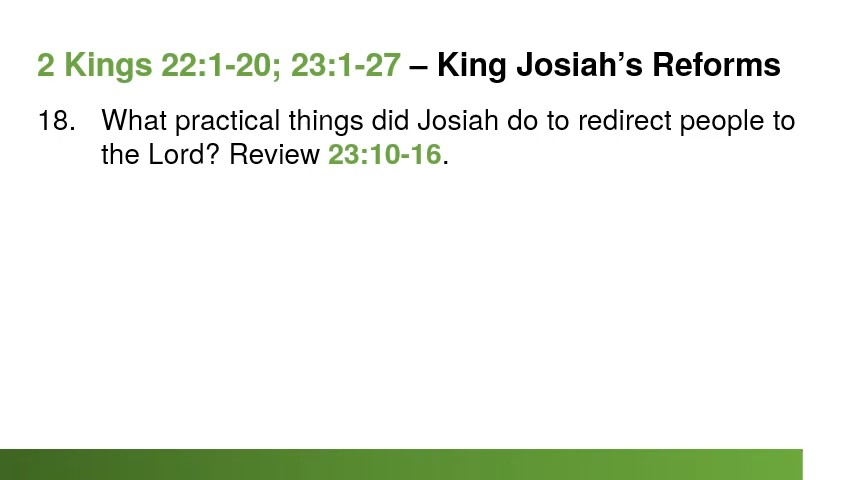 2 Kings 22:1-20; 23:1-27 – King Josiah’s Reforms
18. What practical things did Josiah do to redirect people to
the Lord? Review 23:10-16.